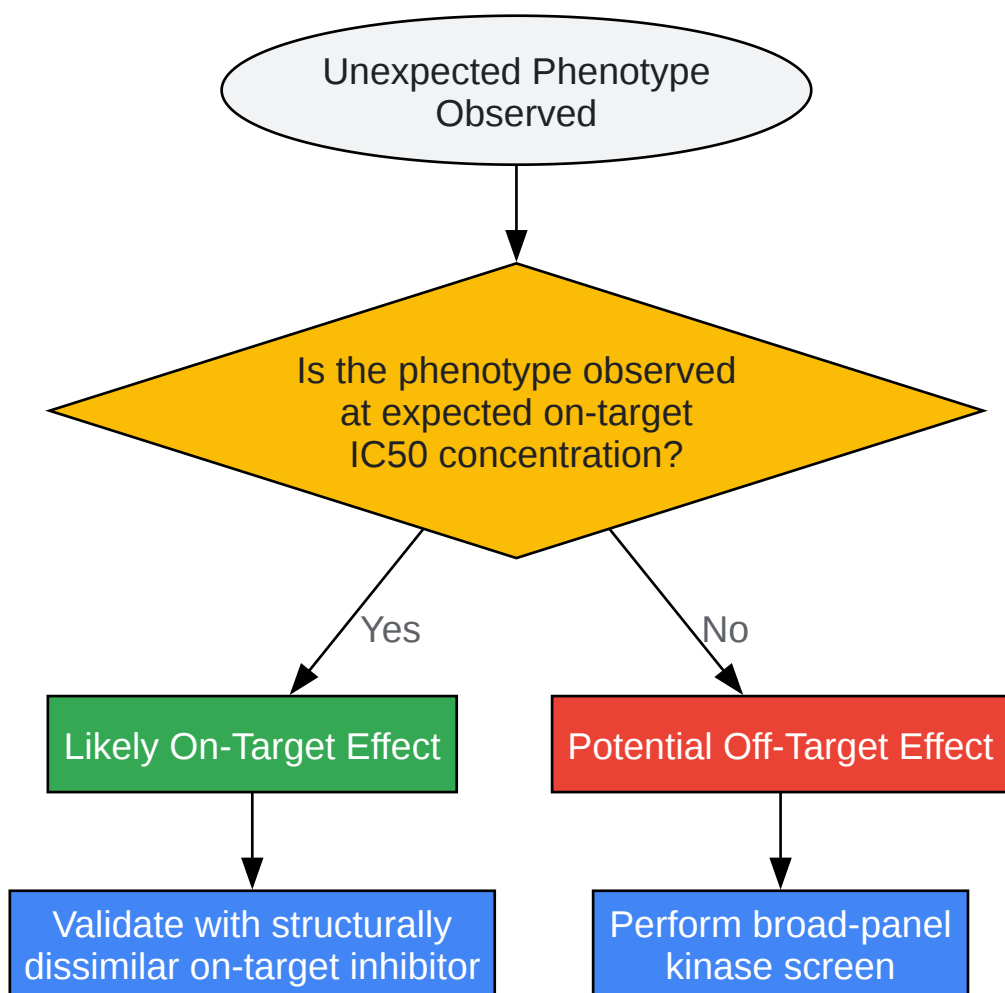 Unexpected Phenotype
Observed
Is the phenotype observed
at expected on-target
IC50 concentration?
Yes
No
Likely On-Target Effect
Potential Off-Target Effect
Validate with structurally
dissimilar on-target inhibitor
Perform broad-panel
kinase screen